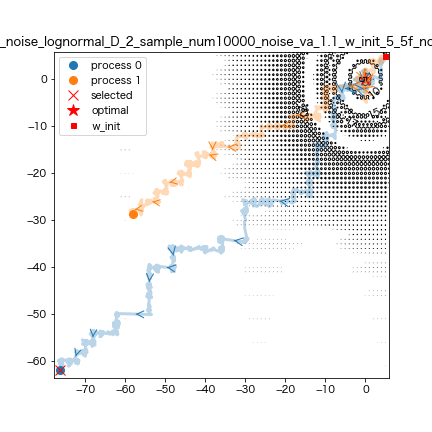 _noise_lognormal_D_2_sample_num10000_noise_va_1.1_w_init_5_5f_no
process 0
process 1
selected
optimal
w_init
0
−10
−20
−30
−40
−50
−60
−70 −60 −50 −40 −30 −20 −10 0